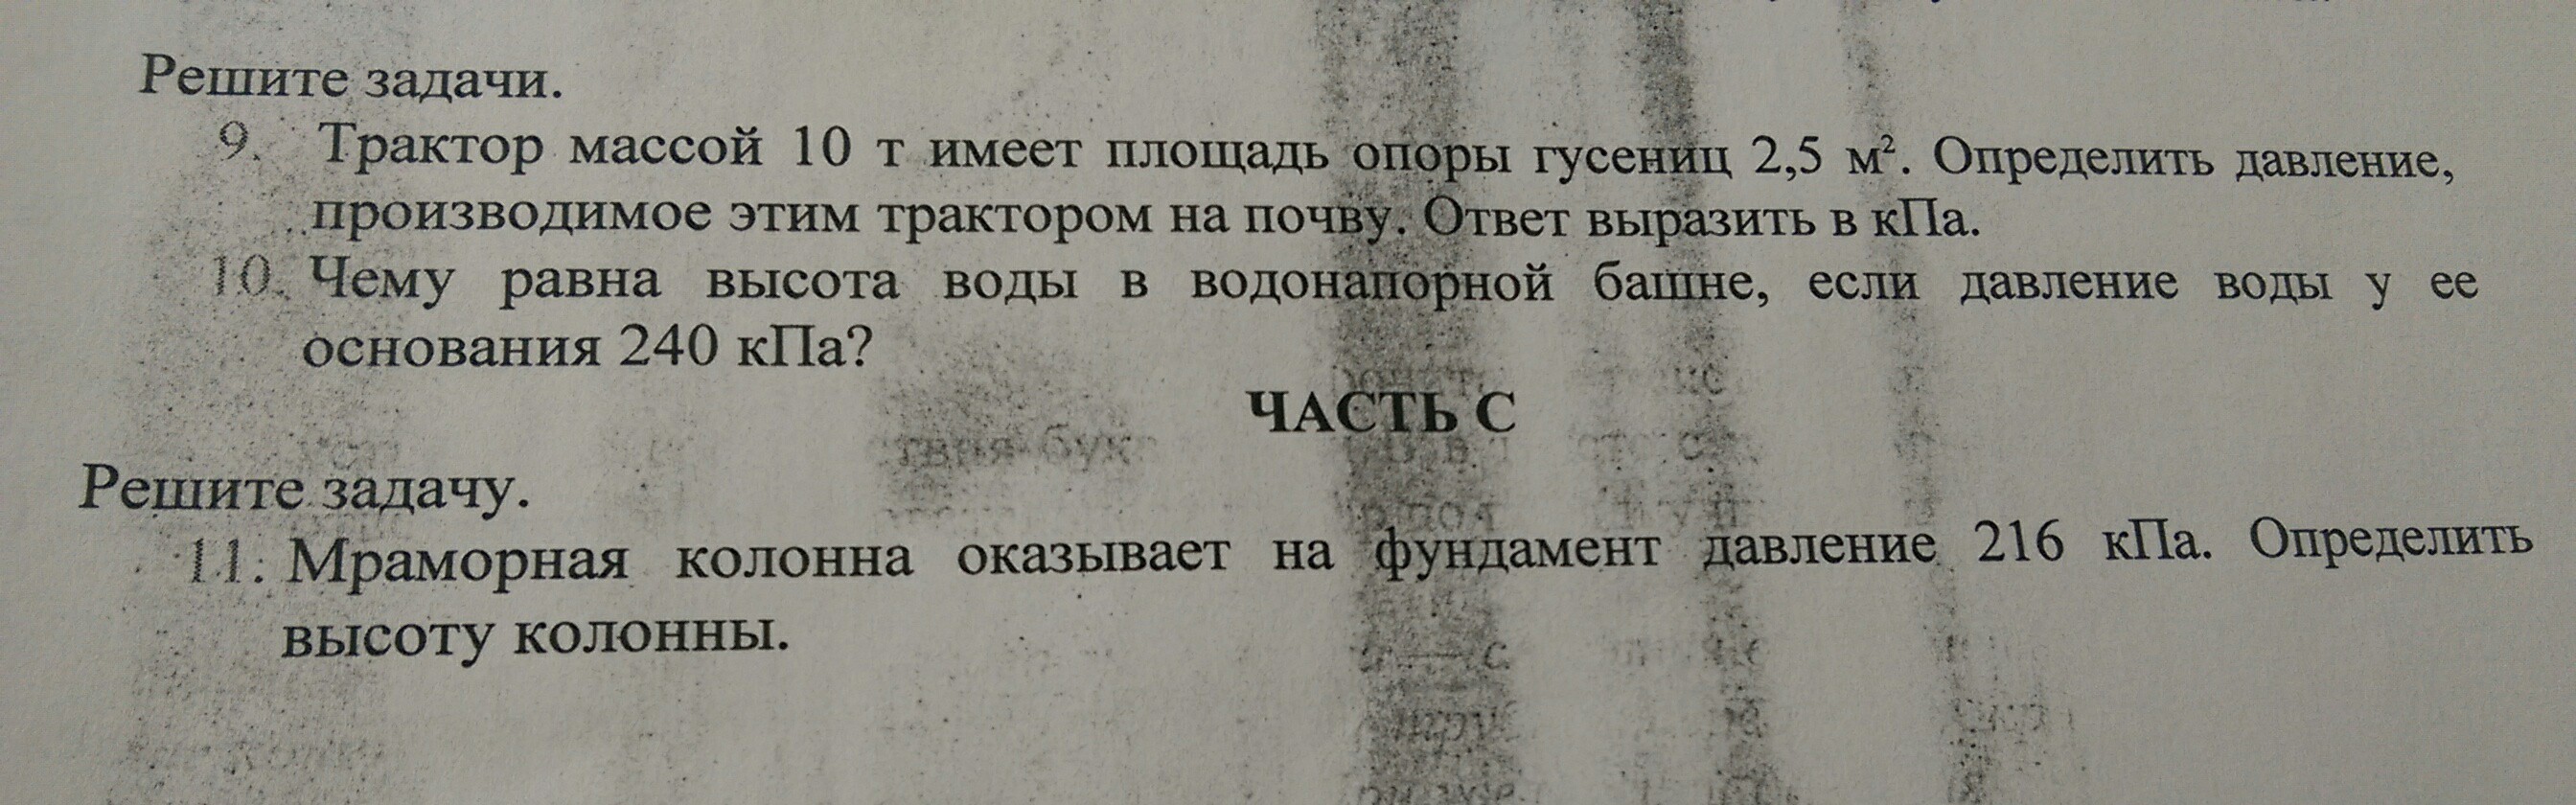 Решите задачи.
9. Трактор массой 10 т имеет площадь опоры гусениц 2,5 м². Определить давление,
производимое этим трактором на почву. Ответ выразить в кПа.
10. Чему равна высота воды в водонапорной башне, если давление воды у ее
основания 240 кПа?
ЧАСТЬ С
Решите задачу.
11. Мраморная колонна оказывает на фундамент давление 216 кПа. Определить
высоту колонны.